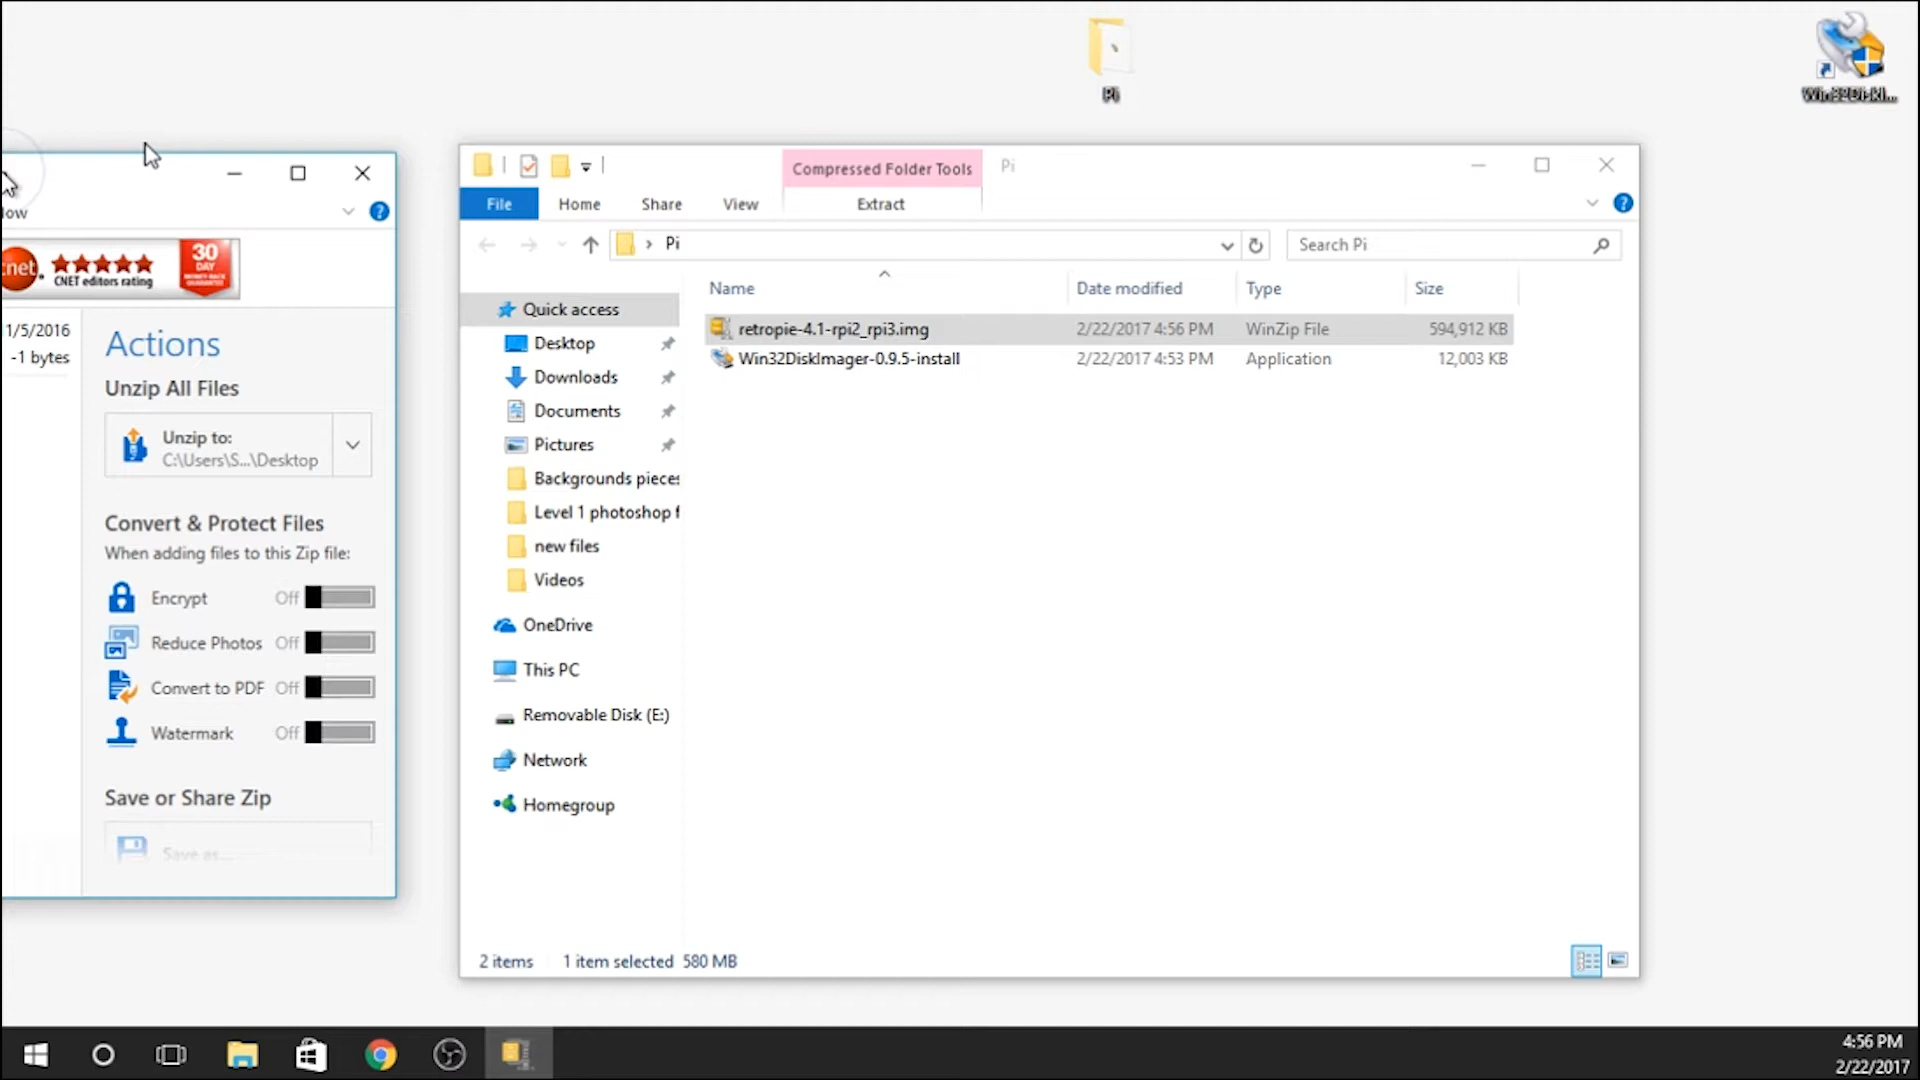 Pi
Compressed Folder Tools
Pi
File
Home
Share
View
Extract
Pi
Search Pi
Name
Date modified
Type
Size
retropie-4.1-rpi2_rpi3.img
2/22/2017 4:56 PM
WinZip File
594,912 KB
Win32DiskImager-0.9.5-install
2/22/2017 4:53 PM
Application
12,003 KB
Quick access
Desktop
Downloads
Documents
Pictures
Backgrounds pieces
Level 1 photoshop f
new files
Videos
OneDrive
This PC
Removable Disk (E:)
Network
Homegroup
2 items
1 item selected 580 MB
CNET editors rating
30
DAY
1/5/2016
-1 bytes
Actions
Unzip All Files
Unzip to:
C:\Users\S...\Desktop
Convert & Protect Files
When adding files to this Zip file:
Encrypt Off
Reduce Photos Off
Convert to PDF Off
Watermark Off
Save or Share Zip
Save as...
4:56 PM
2/22/2017